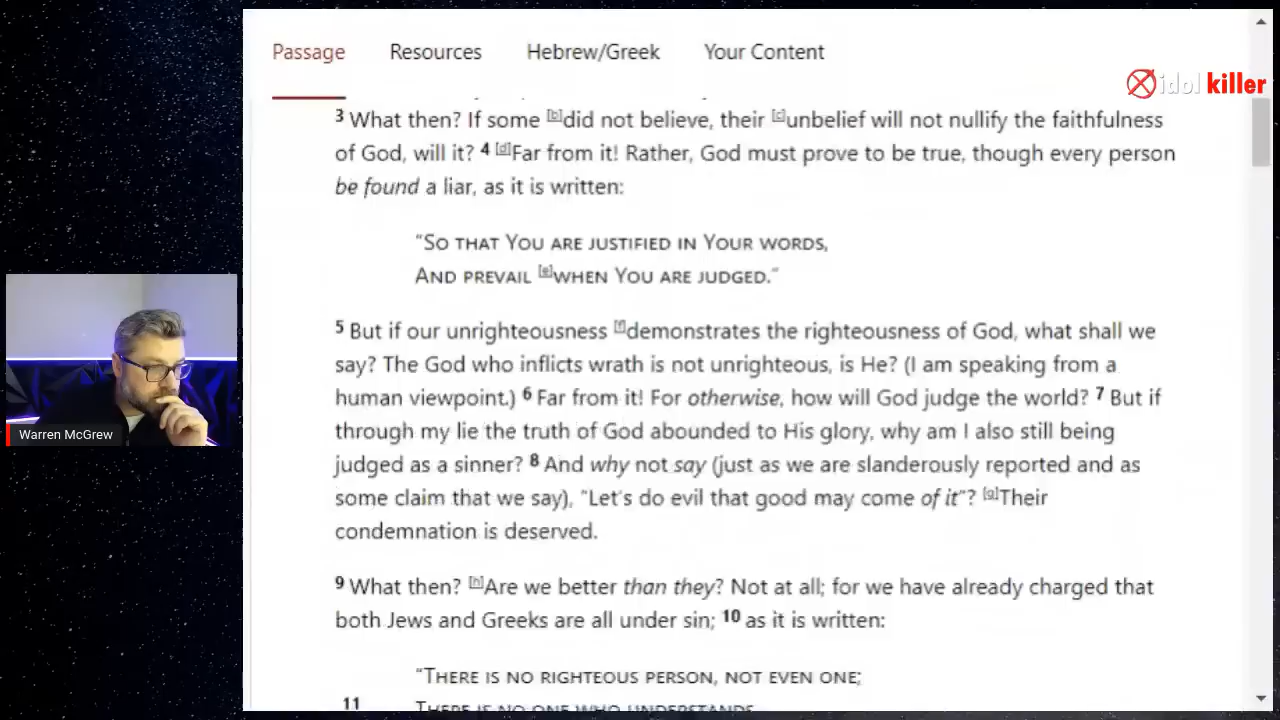 Passage Resources Hebrew/Greek Your Content
idol killer
3 What then? If some [b]did not believe, their [c]unbelief will not nullify the faithfulness
of God, will it? 4 [d]Far from it! Rather, God must prove to be true, though every person
be found a liar, as it is written:
“So that You are justified in Your words,
And prevail [e]when You are judged.”
5 But if our unrighteousness [f]demonstrates the righteousness of God, what shall we
say? The God who inflicts wrath is not unrighteous, is He? (I am speaking from a
human viewpoint.) 6 Far from it! For otherwise, how will God judge the world? 7 But if
through my lie the truth of God abounded to His glory, why am I also still being
judged as a sinner? 8 And why not say (just as we are slanderously reported and as
some claim that we say), “Let’s do evil that good may come of it”? [g]Their
condemnation is deserved.
9 What then? [h]Are we better than they? Not at all; for we have already charged that
both Jews and Greeks are all under sin; 10 as it is written:
“There is no righteous person, not even one;
11 There is no one who understands
Warren McGrew